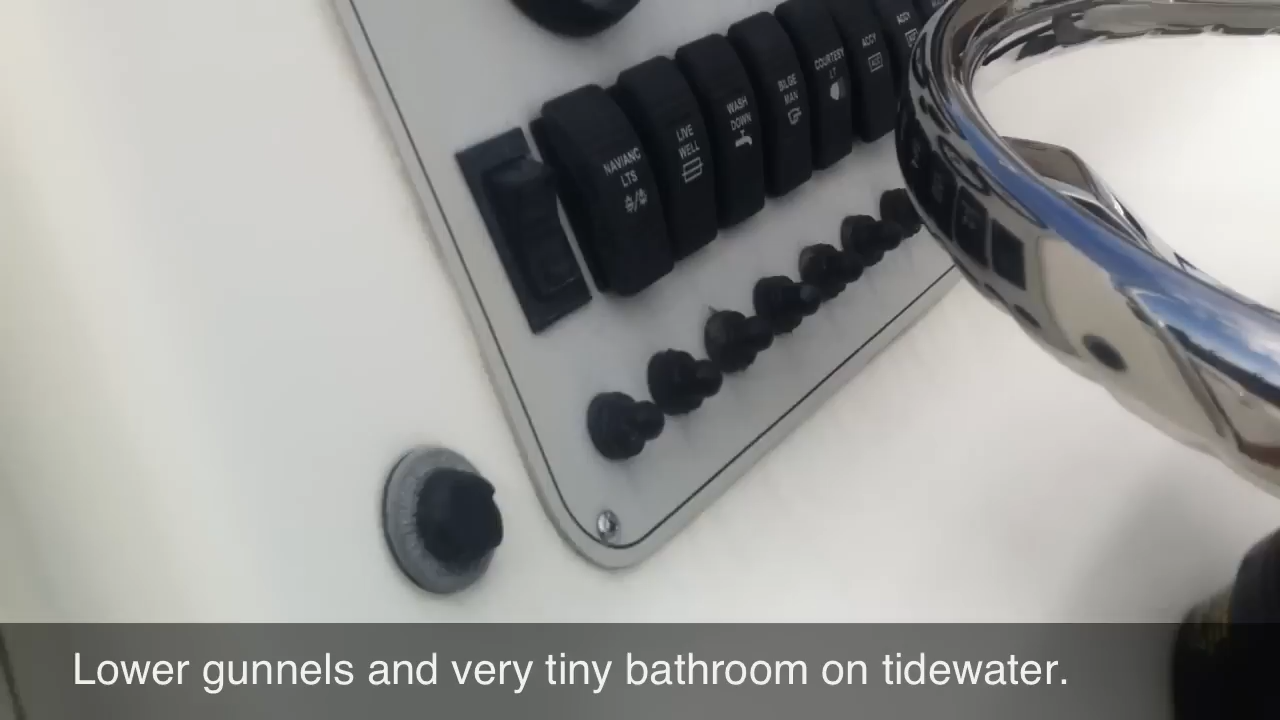 NAV/ANC
LTS
LIVE
WELL
WASH
DOWN
BILGE
MAN
COURTESY
LT
ACCY
ACC
ACCY
Lower gunnels and very tiny bathroom on tidewater.